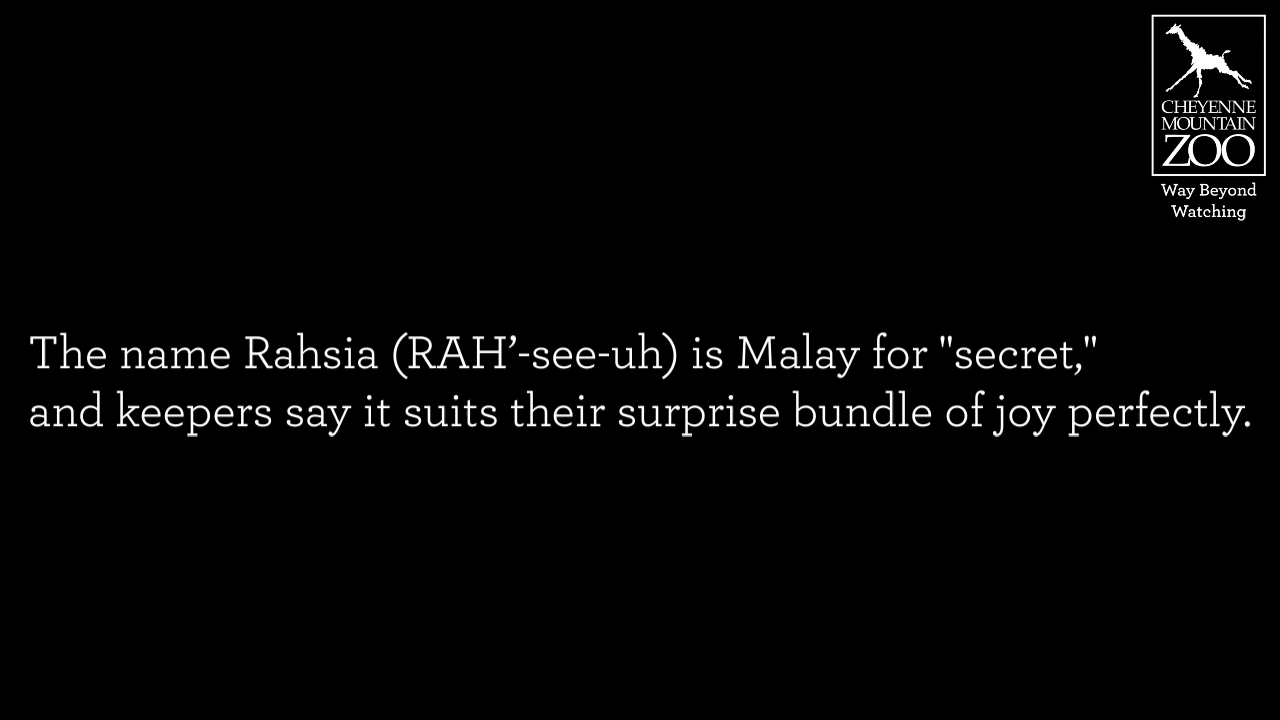 CHEYENNE
MOUNTAIN
ZOO
Way Beyond
Watching
The name Rahsia (RAH’-see-uh) is Malay for "secret,"
and keepers say it suits their surprise bundle of joy perfectly.